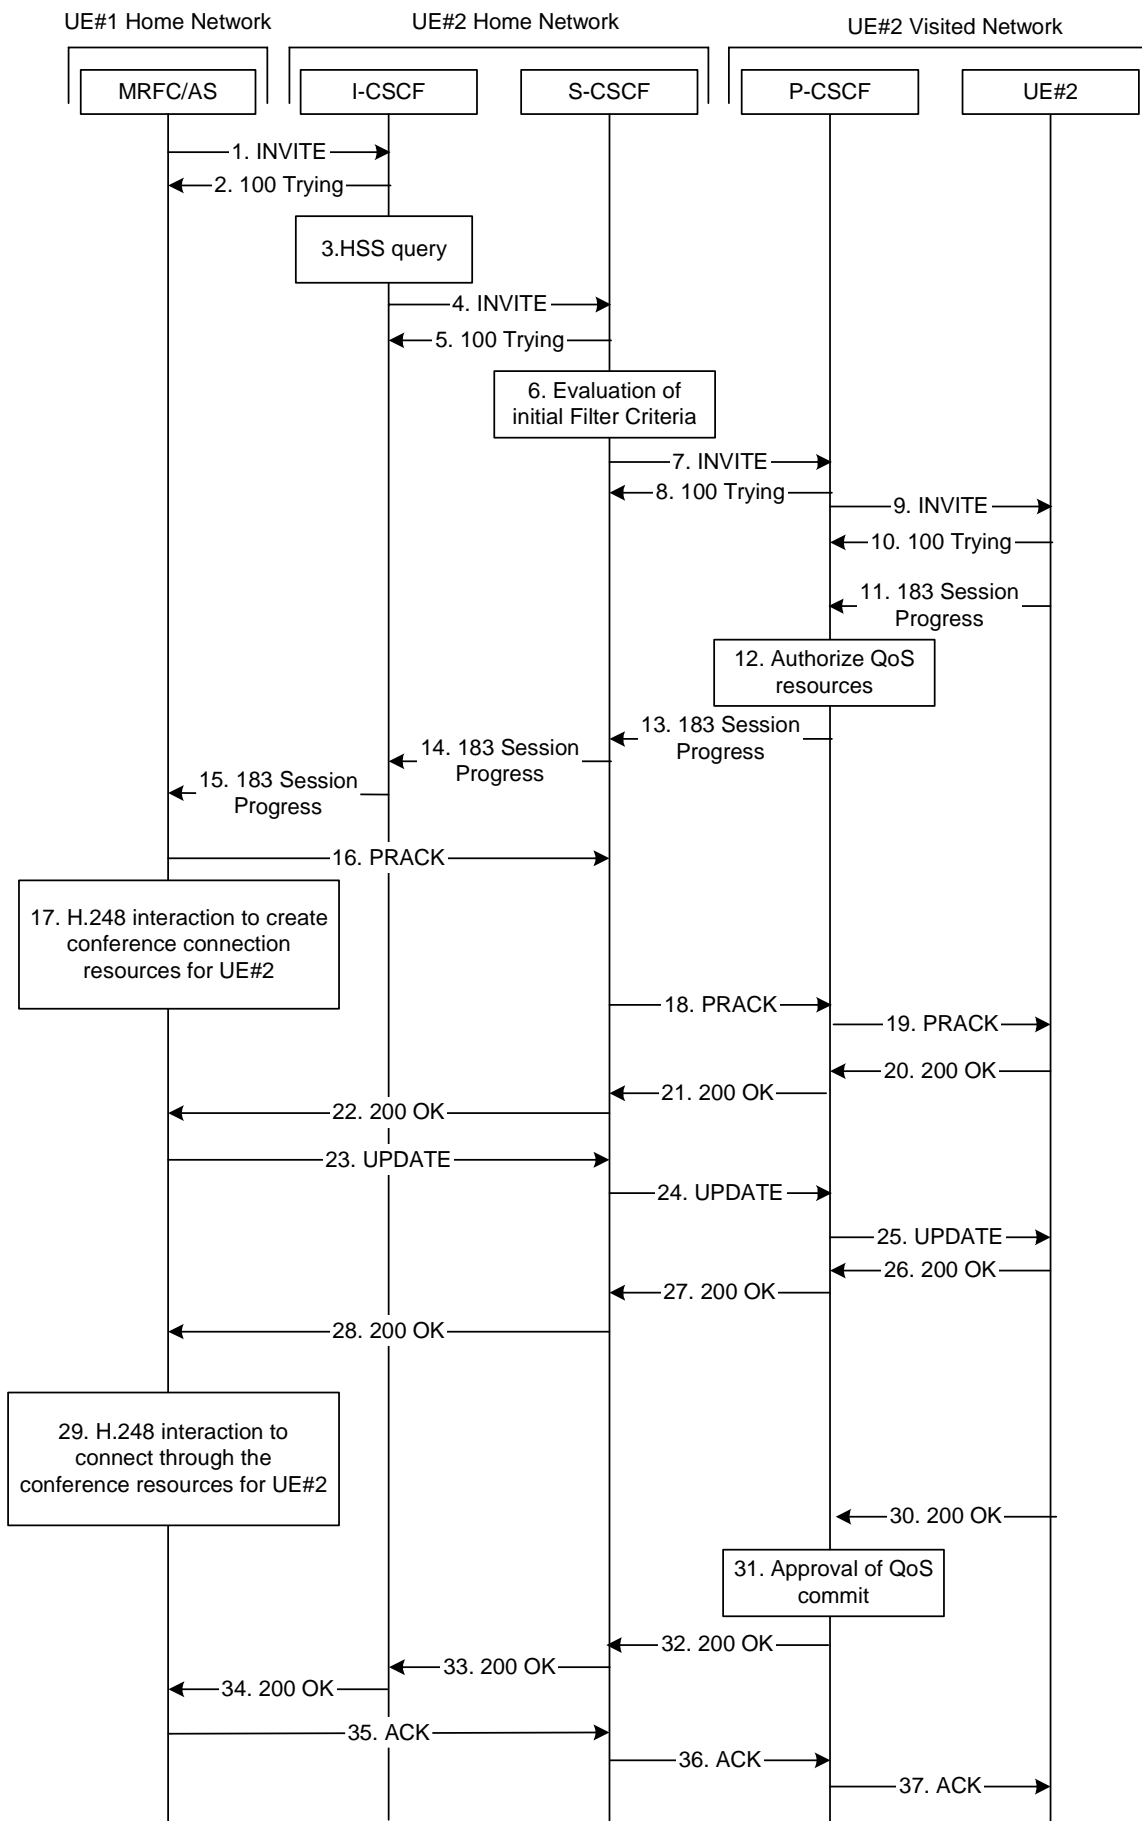 UE#1 Home Network
UE#2 Home Network
UE#2 Visited Network
MRFC/AS
I-CSCF
S-CSCF
P-CSCF
UE#2
1. INVITE
2. 100 Trying
3.HSS query
4. INVITE
5. 100 Trying
6. Evaluation of
initial Filter Criteria
7. INVITE
8. 100 Trying
9. INVITE
10. 100 Trying
11. 183 Session
Progress
12. Authorize QoS
resources
13. 183 Session
Progress
14. 183 Session
Progress
15. 183 Session
Progress
16. PRACK
17. H.248 interaction to create
conference connection
resources for UE#2
18. PRACK
19. PRACK
20. 200 OK
21. 200 OK
22. 200 OK
23. UPDATE
24. UPDATE
25. UPDATE
26. 200 OK
27. 200 OK
28. 200 OK
29. H.248 interaction to
connect through the
conference resources for UE#2
30. 200 OK
31. Approval of QoS
commit
32. 200 OK
33. 200 OK
34. 200 OK
35. ACK
36. ACK
37. ACK